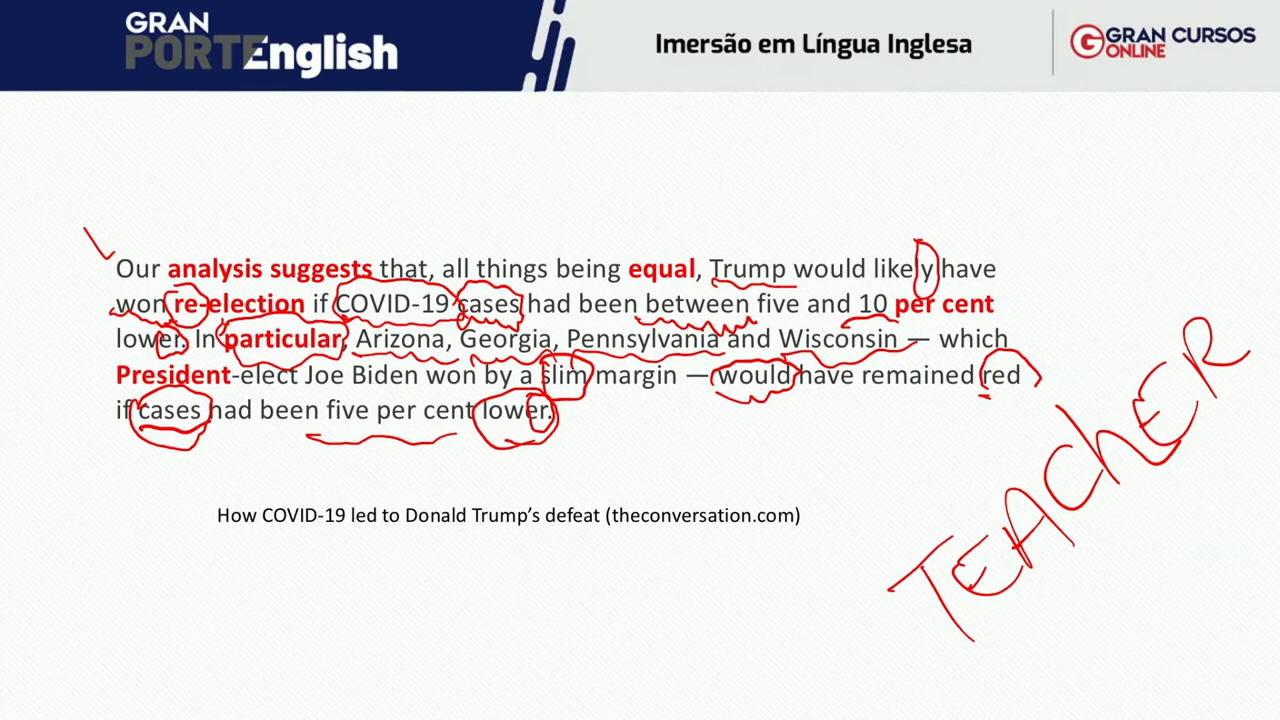 GRAN
PORTEnglish
Imersão em Língua Inglesa
GRAN CURSOS
ONLINE
Our analysis suggests that, all things being equal, Trump would likely have
won re-election if COVID-19 cases had been between five and 10 per cent
lower. In particular, Arizona, Georgia, Pennsylvania and Wisconsin — which
President-elect Joe Biden won by a slim margin — would have remained red
if cases had been five per cent lower.
How COVID-19 led to Donald Trump’s defeat (theconversation.com)
TEAChER